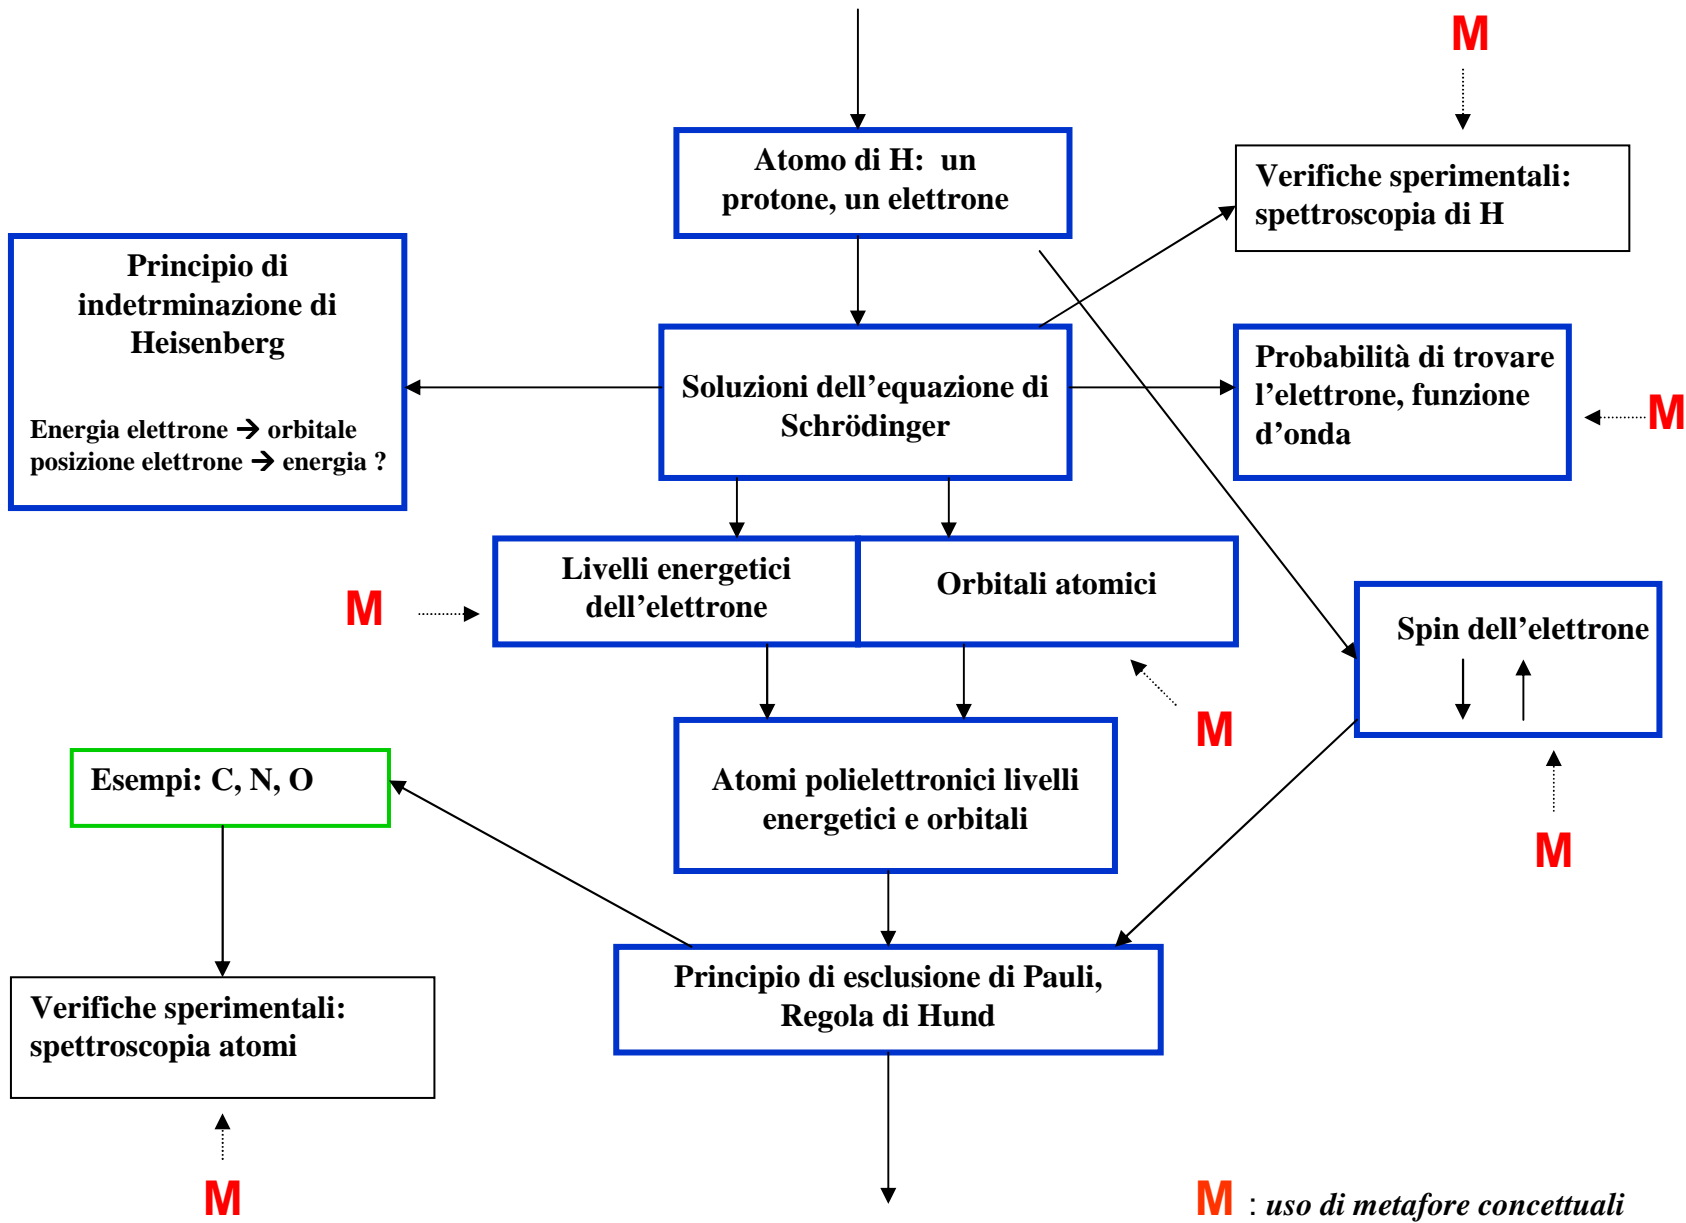 M
Atomo di H: un
protone, un elettrone
Verifiche sperimentali:
spettroscopia di H
Principio di
indetrminazione di
Heisenberg
Energia elettrone → orbitale
posizione elettrone → energia ?
Soluzioni dell’equazione di
Schrödinger
Probabilità di trovare
l’elettrone, funzione
d’onda
M
Livelli energetici
dell’elettrone
Orbitali atomici
M
Spin dell’elettrone
M
Esempi: C, N, O
Atomi polielettronici livelli
energetici e orbitali
M
Principio di esclusione di Pauli,
Regola di Hund
Verifiche sperimentali:
spettroscopia atomi
M
M : uso di metafore concettuali